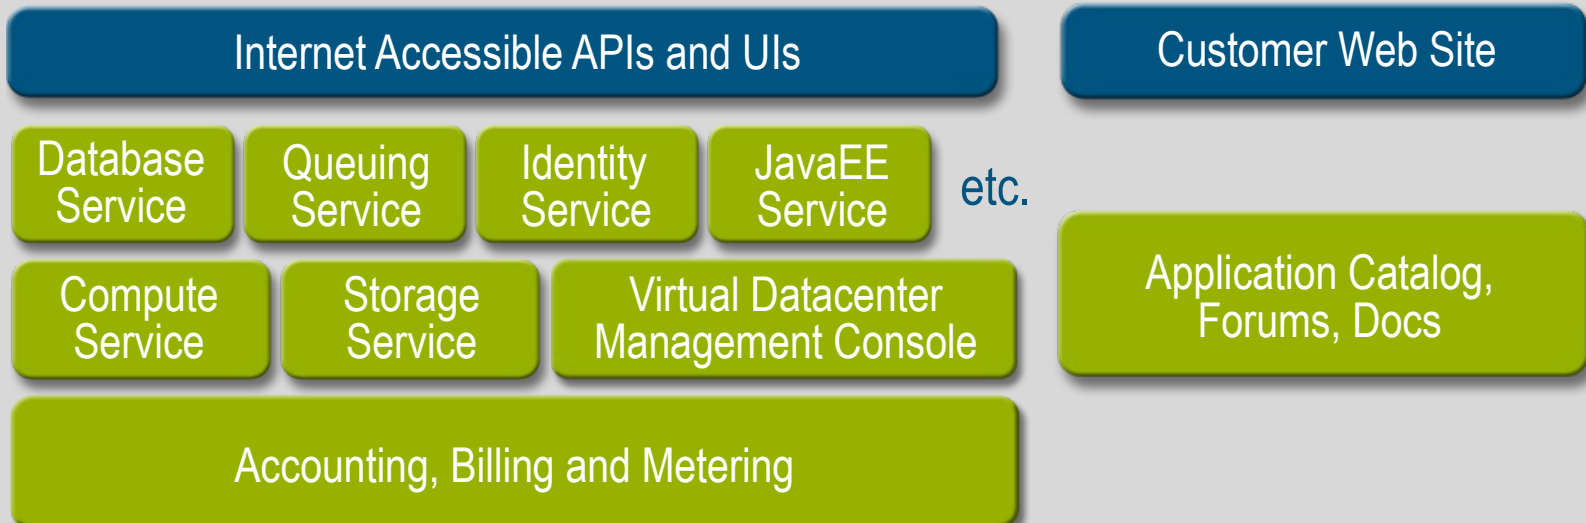 Internet Accessible APIs and UIs
Customer Web Site
Database
Service
Queuing
Service
Identity
Service
JavaEE
Service
etc.
Compute
Service
Storage
Service
Virtual Datacenter
Management Console
Application Catalog,
Forums, Docs
Accounting, Billing and Metering